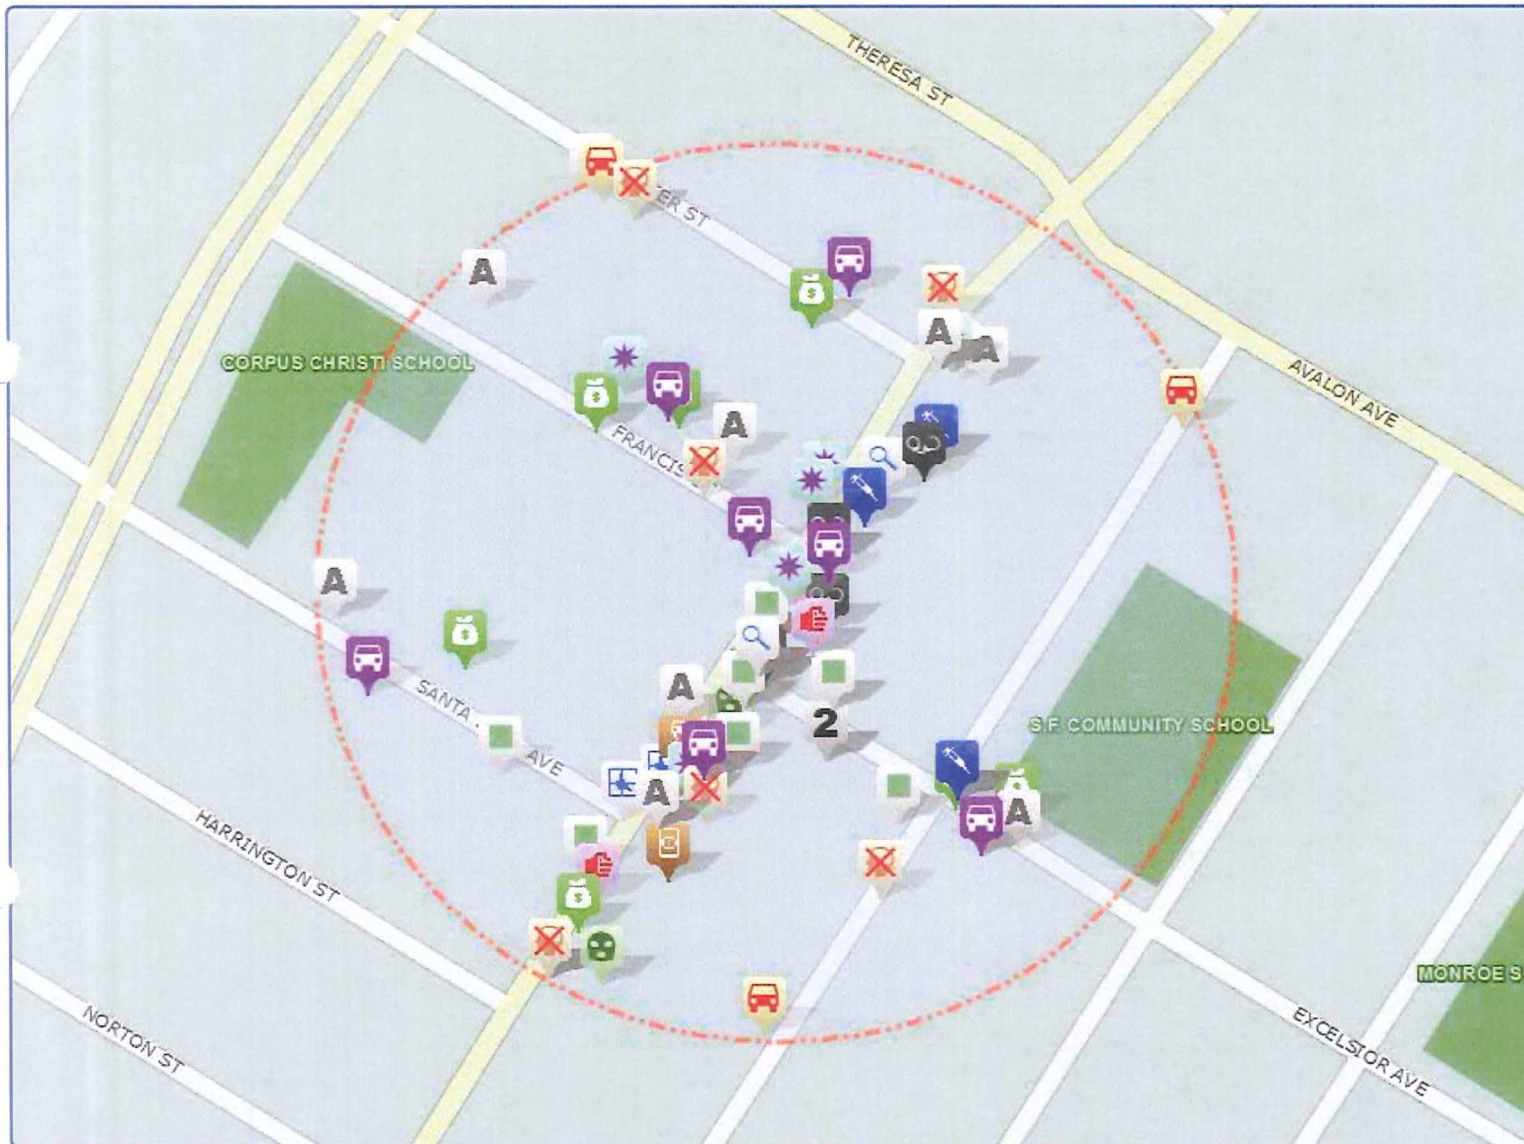 THERESA ST
ER ST
A
A
A
CORPUS CHRISTI SCHOOL
AVALON AVE
A
FRANCIS
A
SANTA
AVE
A
2
S.F. COMMUNITY SCHOOL
A
A
HARRINGTON ST
MONROE S
NORTON ST
EXCELSIOR AVE